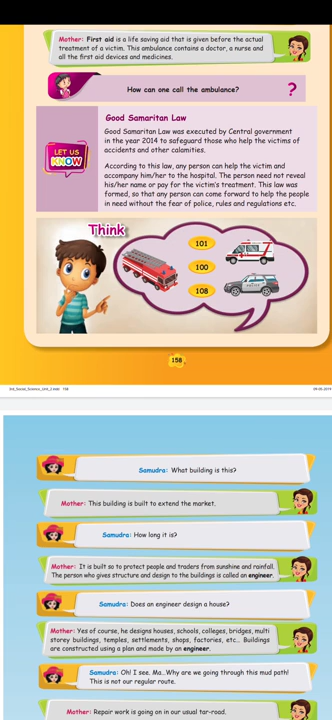 Mother: First aid is a life saving aid that is given before the actual
treatment of a victim. This ambulance contains a doctor, a nurse and
all the first aid devices and medicines.
How can one call the ambulance?
?
Good Samaritan Law
LET US
KNOW
Good Samaritan Law was executed by Central government
in the year 2014 to safeguard those who help the victims of
accidents and other calamities.
According to this law, any person can help the victim and
accompany him/her to the hospital. The person need not reveal
his/her name or pay for the victim's treatment. This law was
formed, so that any person can come forward to help the people
in need without the fear of police, rules and regulations etc.
Think
101
100
108
158
Samudra: What building is this?
Mother: This building is built to extend the market.
Samudra: How long it is?
Mother: It is built so to protect people and traders from sunshine and rainfall.
The person who gives structure and design to the buildings is called an engineer.
Samudra: Does an engineer design a house?
Mother: Yes of course, he designs houses, schools, colleges, bridges, multi
storey buildings, temples, settlements, shops, factories, etc... Buildings
are constructed using a plan and made by an engineer.
Samudra: Oh! I see. Ma...Why are we going through this mud path!
This is not our regular route.
Mother: Repair work is going on in our usual tar-road.